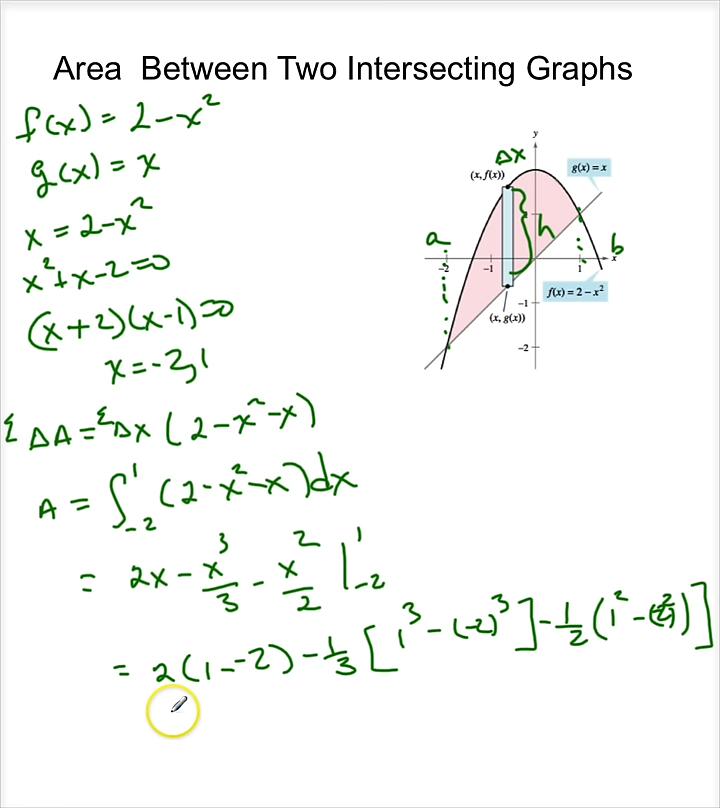 Area Between Two Intersecting Graphs
f(x) = 2 - x²
g(x) = x
x = 2 - x²
x² + x - 2 = 0
(x + 2)(x - 1) = 0
x = -2, 1
Σ ΔA = Σ Δx (2 - x² - x)
A = ∫₋₂¹ (2 - x² - x) dx
= 2x - x³/3 - x²/2 |₋₂¹
= 2(1 - -2) - 1/3 [1³ - (-2)³] - 1/2 (1² - (-2)²)]
y
Δx
(x, f(x))
g(x) = x
h
a
b
x
-2
-1
1
f(x) = 2 - x²
-1
(x, g(x))
-2